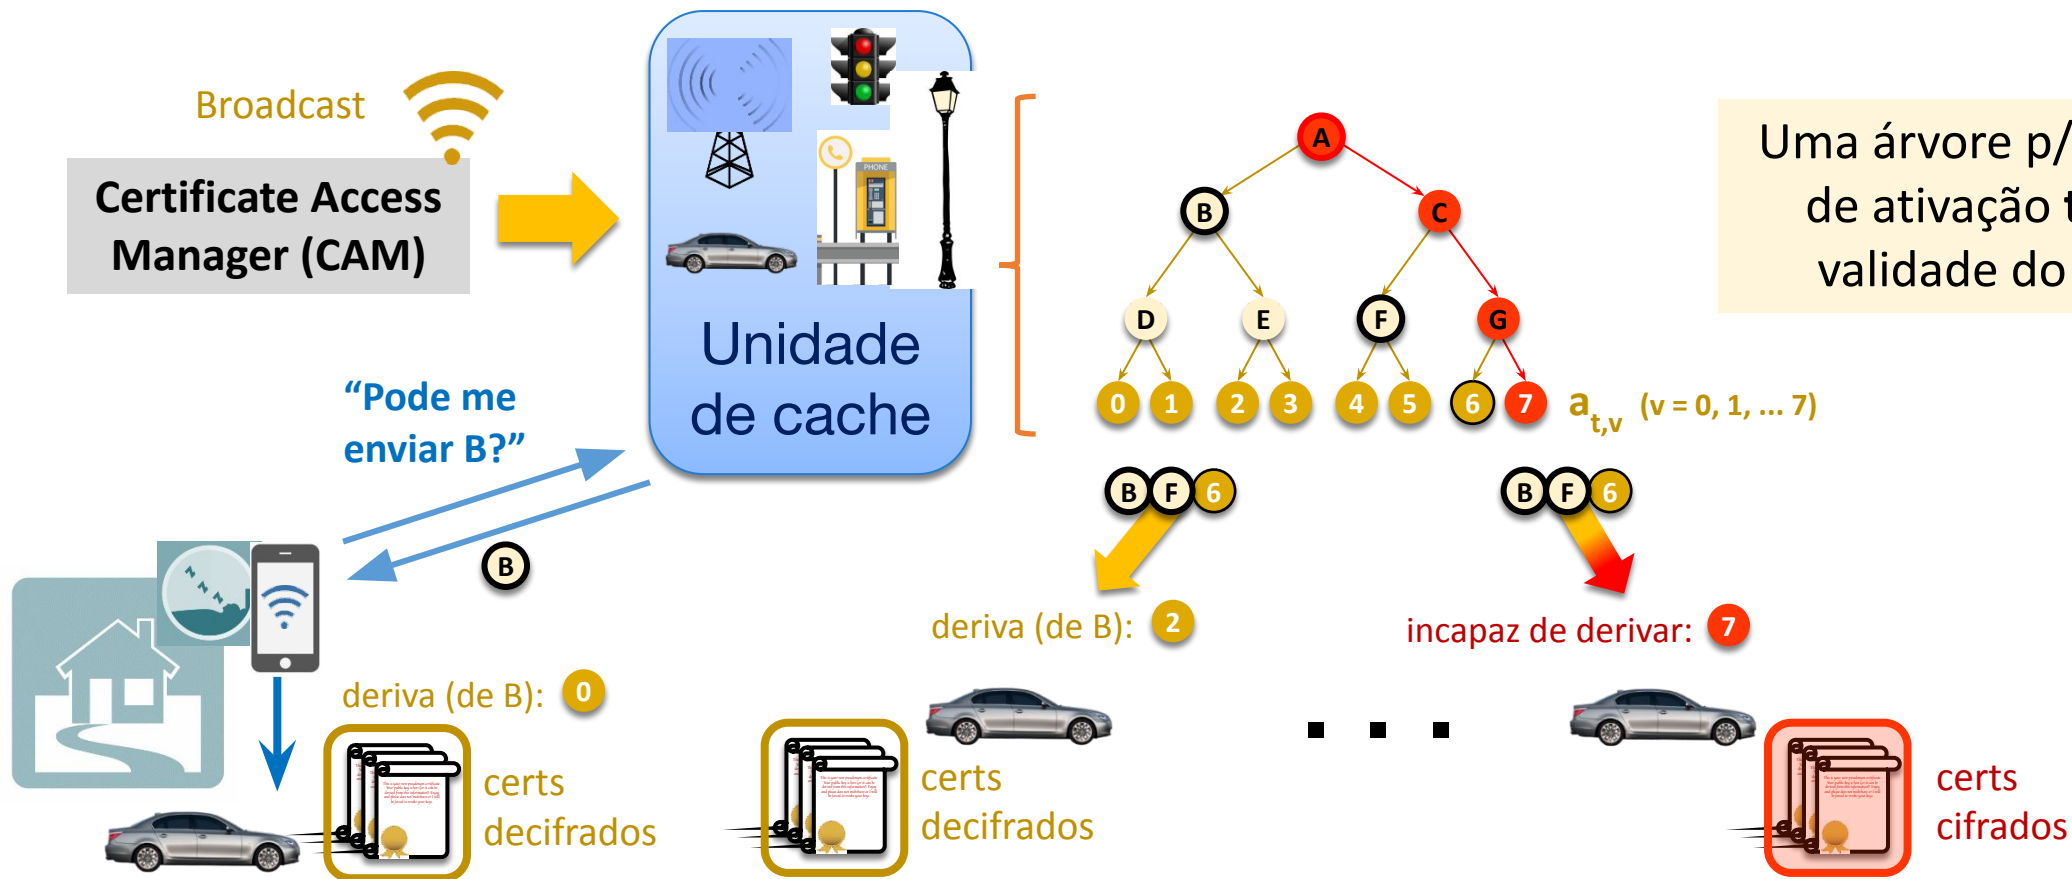 Broadcast
Certificate Access
Manager (CAM)
PHONE
Unidade
de cache
A
B
C
D
E
F
G
0
1
2
3
4
5
6
7
a t,v (v = 0, 1, ... 7)
Uma árvore p/
de ativação
validade do
“Pode me
enviar B?”
B
B F 6
B F 6
deriva (de B): 2
incapaz de derivar: 7
deriva (de B): 0
certs
decifrados
certs
decifrados
certs
cifrados